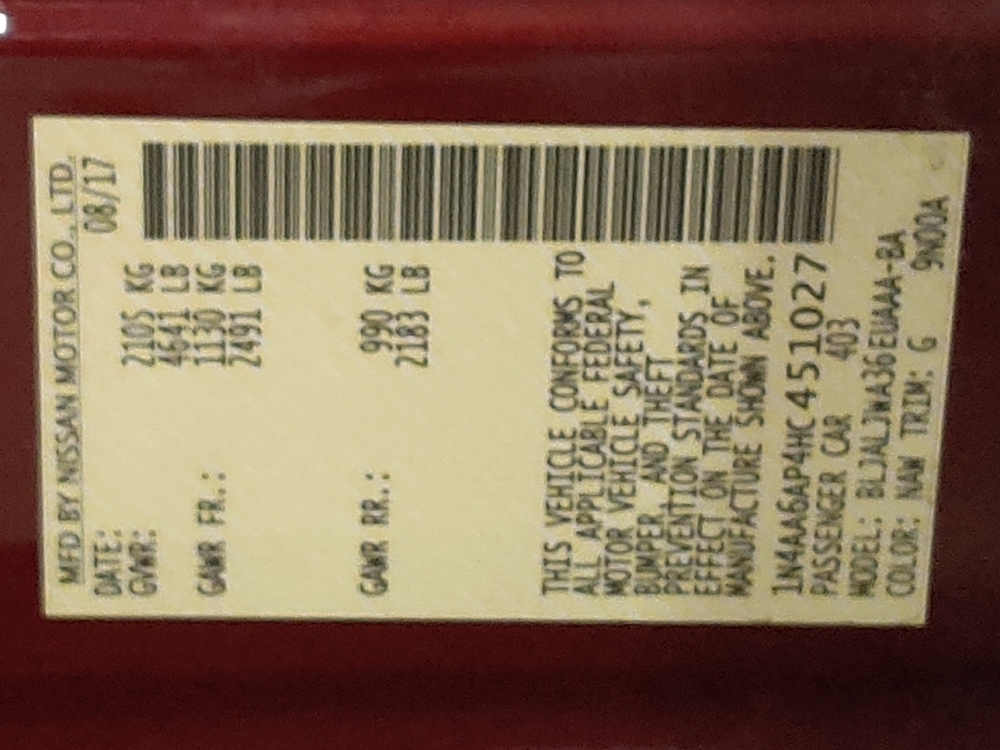 MFD BY NISSAN MOTOR CO., LTD.
DATE: 08/17
GVWR: 2105 KG
4641 LB
GAWR FR.: 1130 KG
2491 LB
GAWR RR.: 990 KG
2183 LB
THIS VEHICLE CONFORMS TO
ALL APPLICABLE FEDERAL
MOTOR VEHICLE SAFETY,
BUMPER, AND THEFT
PREVENTION STANDARDS IN
EFFECT ON THE DATE OF
MANUFACTURE SHOWN ABOVE.
1N4AA6AP4HC451027
PASSENGER CAR 403
MODEL: BLJALJWA36EUAAA-BA
COLOR: NAW TRIM: G 9N00A